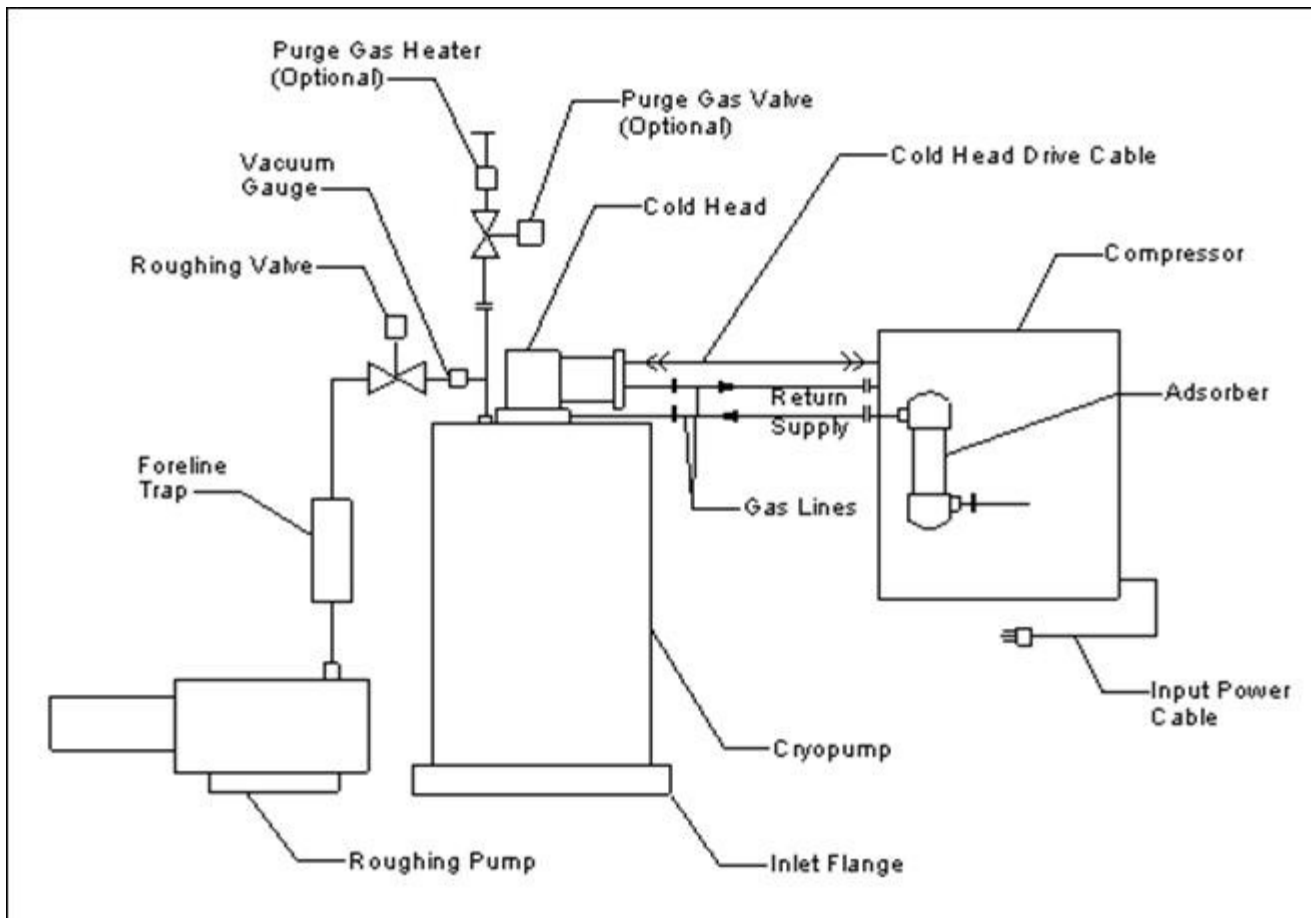 Purge Gas Heater
(Optional)
Purge Gas Valve
(Optional)
Vacuum
Gauge
Cold Head Drive Cable
Cold Head
Roughing Valve
Compressor
Return
Supply
Adsorber
Foreline
Trap
Gas Lines
Input Power
Cable
Cryopump
Roughing Pump
Inlet Flange